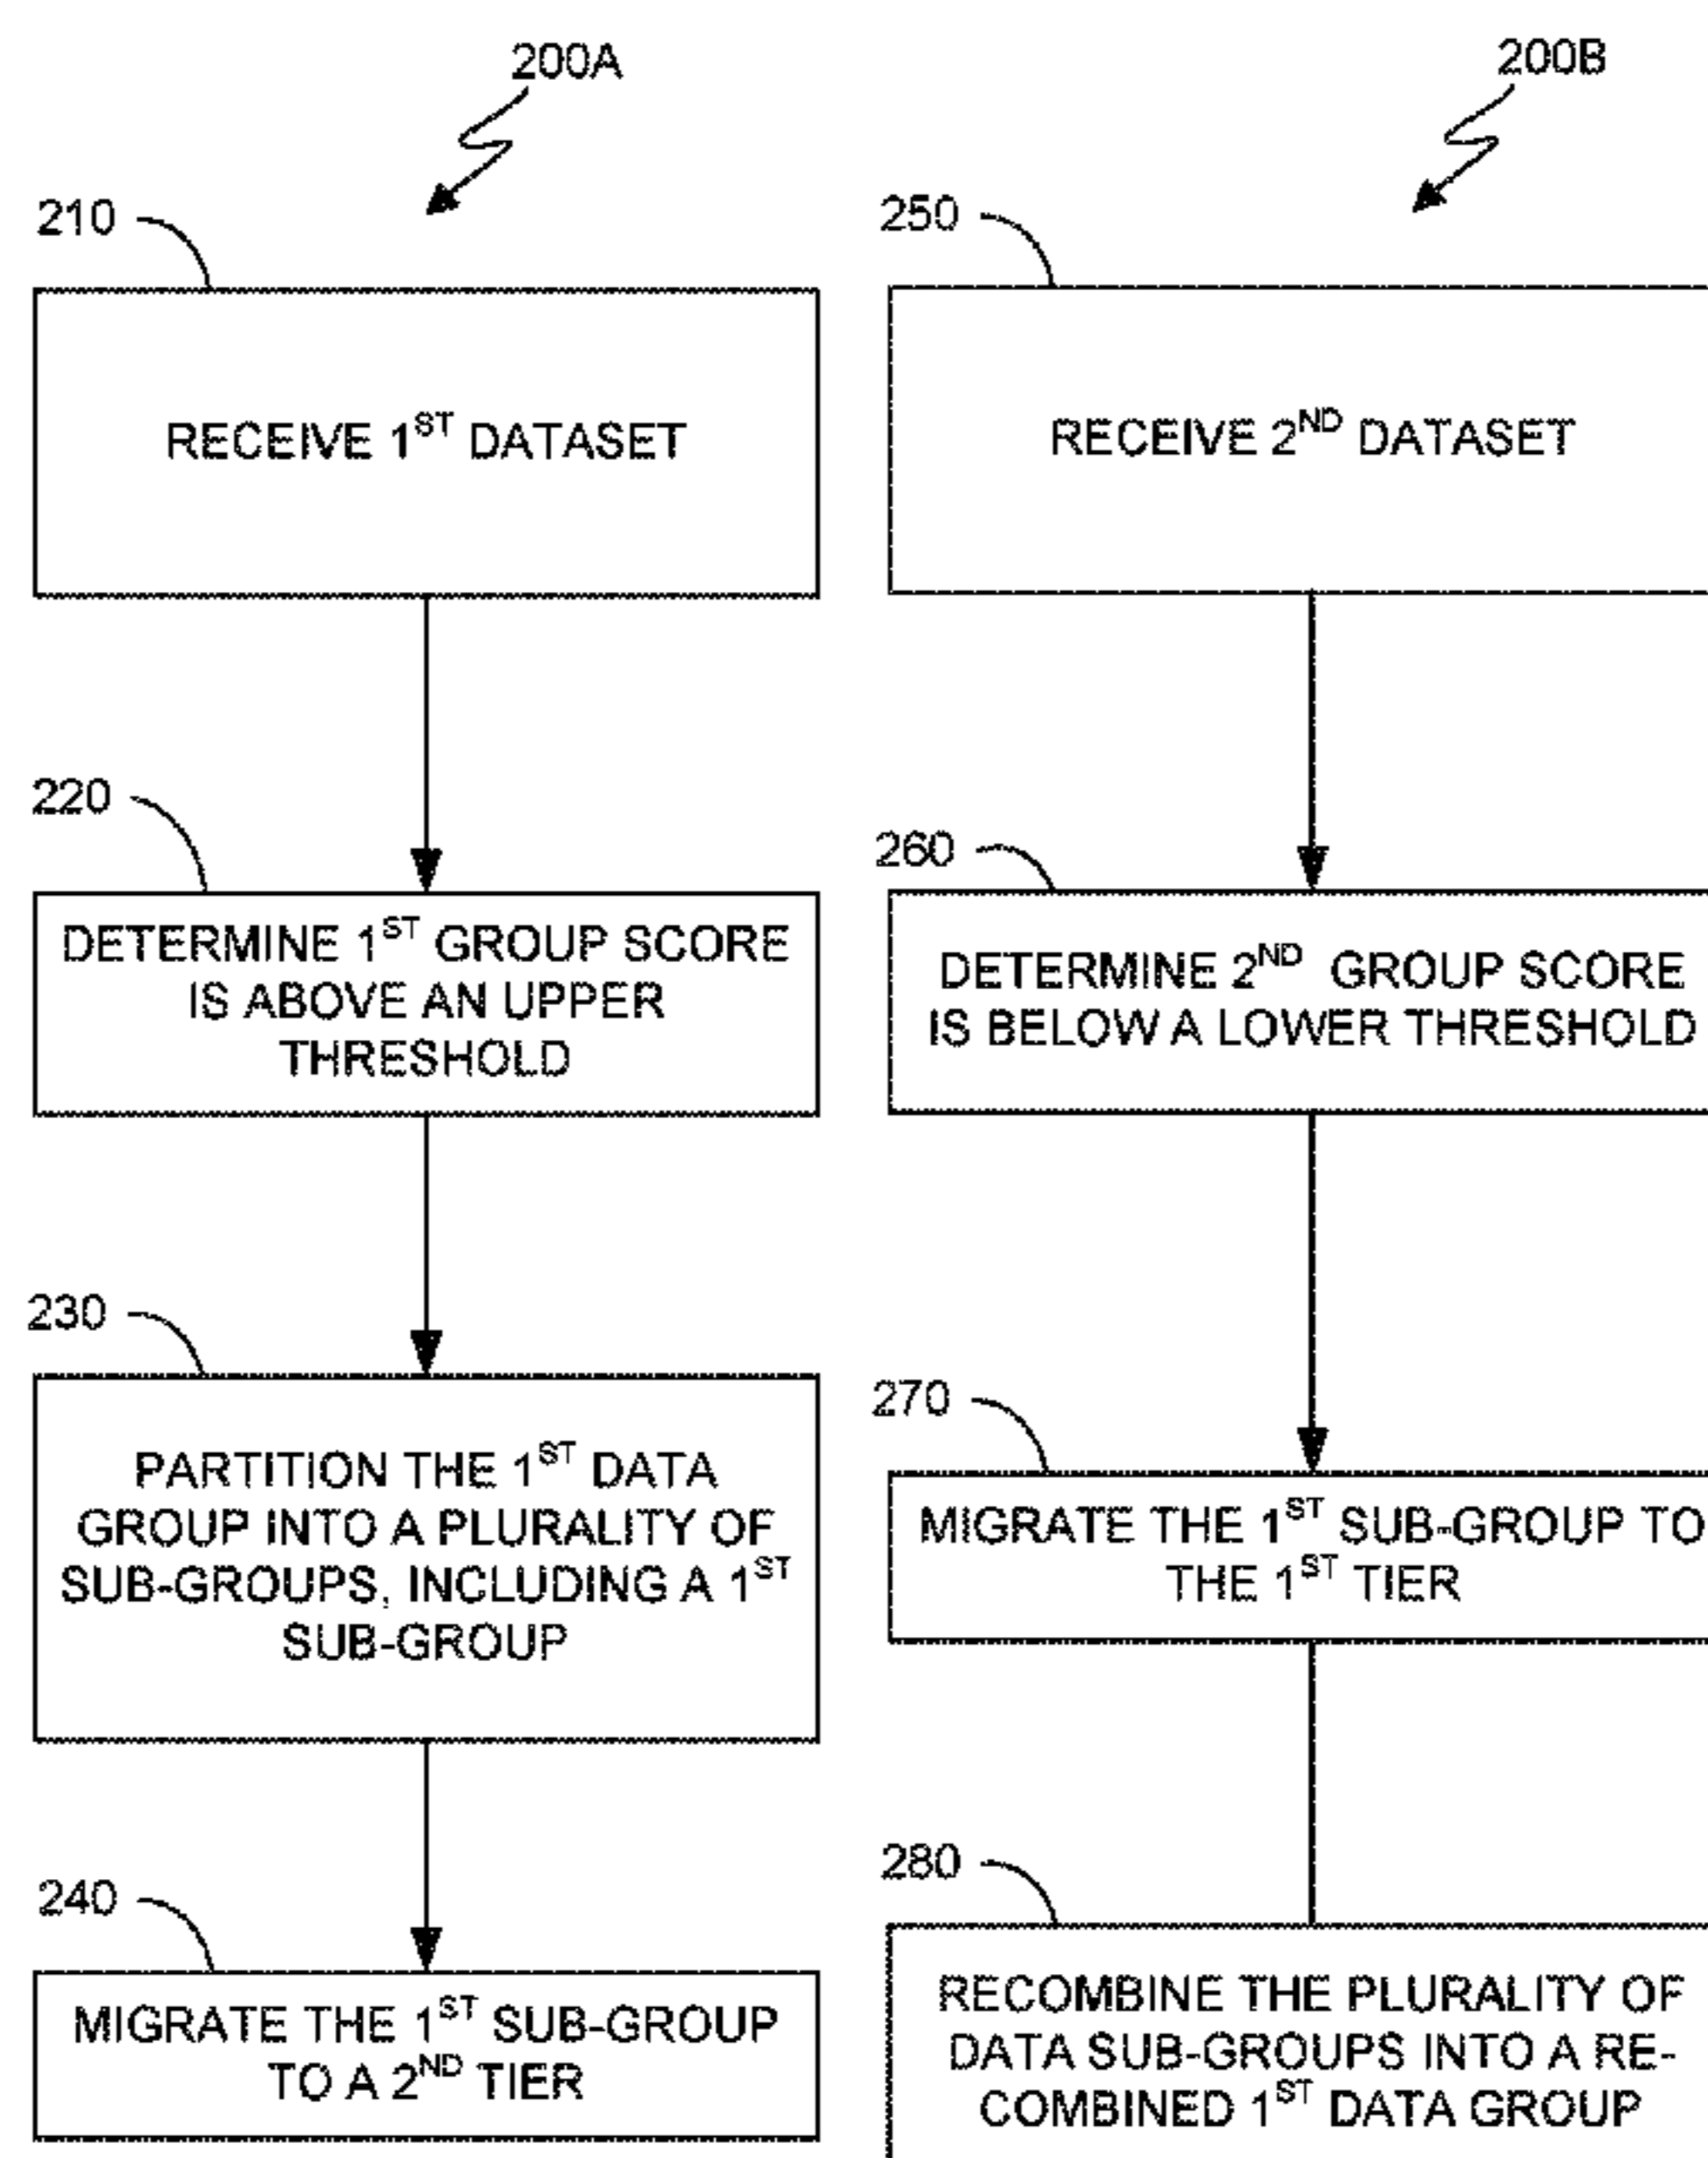 200A
210
RECEIVE 1ST DATASET
220
DETERMINE 1ST GROUP SCORE
IS ABOVE AN UPPER
THRESHOLD
230
PARTITION THE 1ST DATA
GROUP INTO A PLURALITY OF
SUB-GROUPS, INCLUDING A 1ST
SUB-GROUP
240
MIGRATE THE 1ST SUB-GROUP
TO A 2ND TIER
200B
250
RECEIVE 2ND DATASET
260
DETERMINE 2ND GROUP SCORE
IS BELOW A LOWER THRESHOLD
270
MIGRATE THE 1ST SUB-GROUP TO
THE 1ST TIER
280
RECOMBINE THE PLURALITY OF
DATA SUB-GROUPS INTO A RE-
COMBINED 1ST DATA GROUP